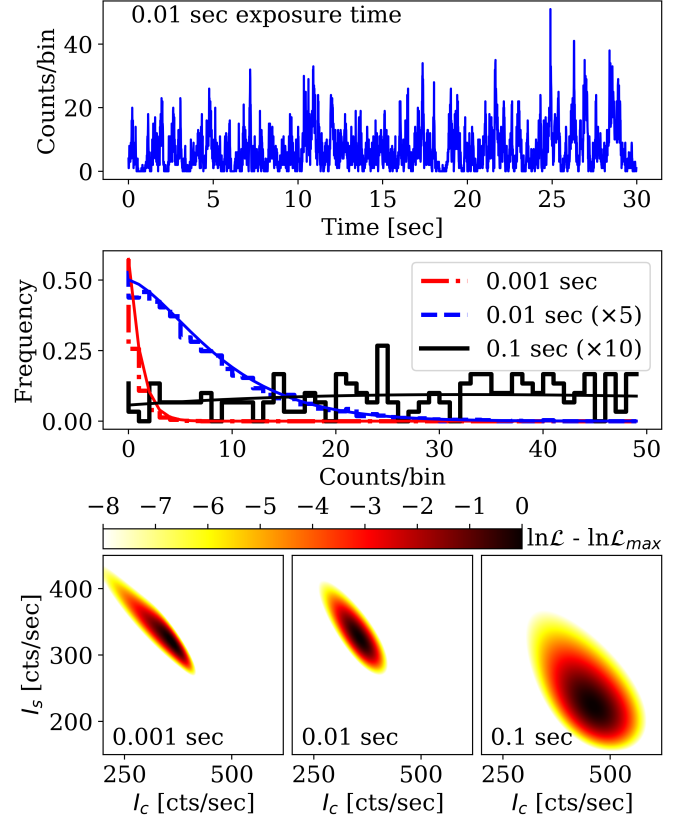 0.01 sec exposure time
Counts/bin
40
20
0
0 5 10 15 20 25 30
Time [sec]
Frequency
0.50
0.25
0.00
0.001 sec
0.01 sec (×5)
0.1 sec (×10)
0 10 20 30 40 50
Counts/bin
−8 −7 −6 −5 −4 −3 −2 −1 0
lnℒ - lnℒ_max
I_s [cts/sec]
400
300
200
0.001 sec
0.01 sec
0.1 sec
250 500 250 500 250 500
I_c [cts/sec] I_c [cts/sec] I_c [cts/sec]